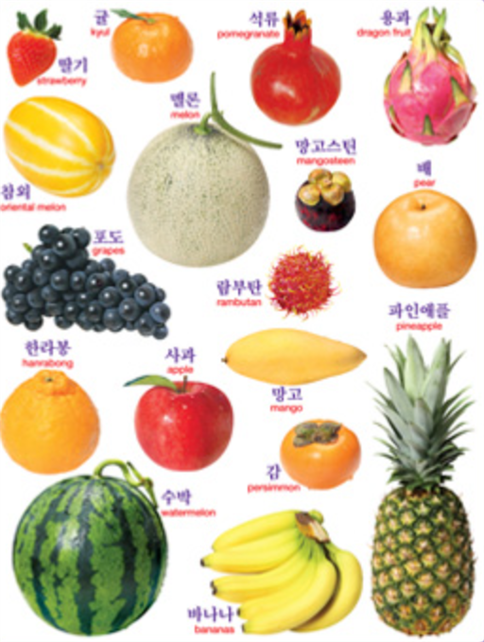 귤
kyul
석류
pomegranate
용과
dragon fruit
딸기
strawberry
멜론
melon
망고스틴
mangosteen
배
pear
참외
oriental melon
포도
grapes
람부탄
rambutan
파인애플
pineapple
한라봉
hanrabong
사과
apple
망고
mango
감
persimmon
수박
watermelon
바나나
bananas